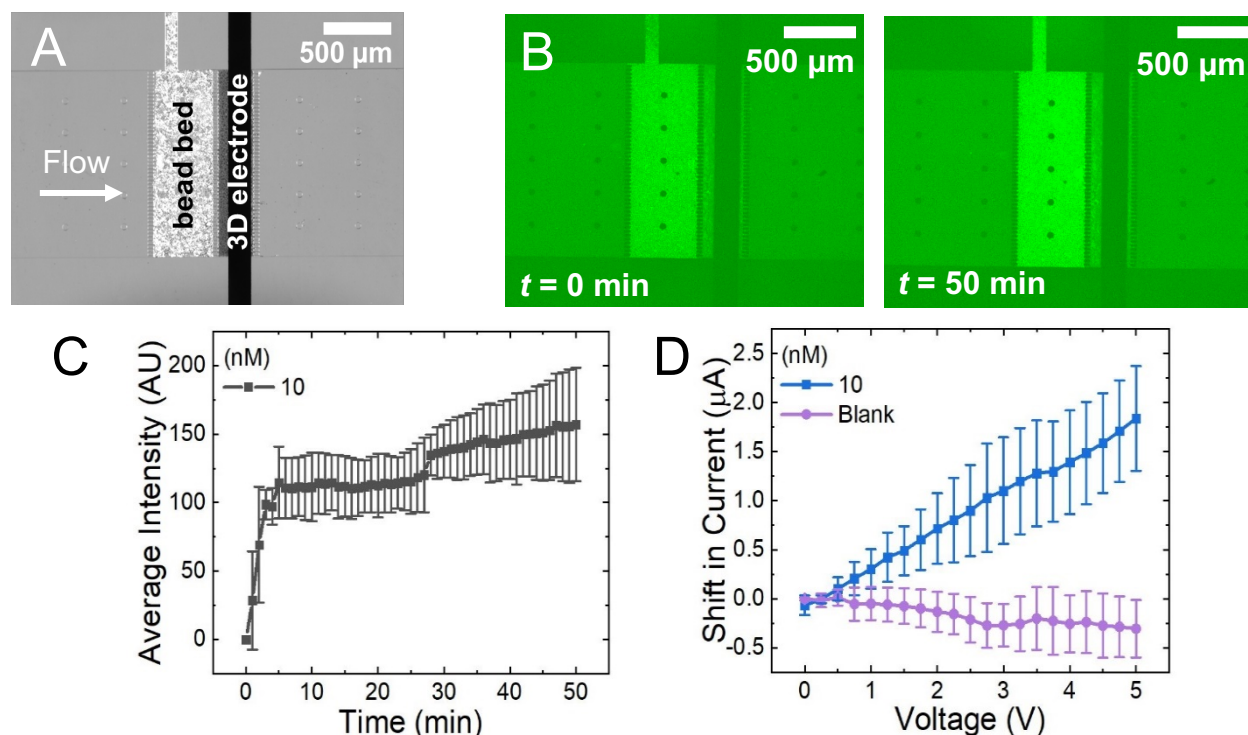 A
500 µm
Flow
bead bed
3D electrode
B
500 µm
t = 0 min
500 µm
t = 50 min
C
(nM)
10
Average Intensity (AU)
200
150
100
50
0
0 10 20 30 40 50
Time (min)
D
(nM)
10
Blank
Shift in Current (µA)
2.5
2.0
1.5
1.0
0.5
0.0
-0.5
0 1 2 3 4 5
Voltage (V)